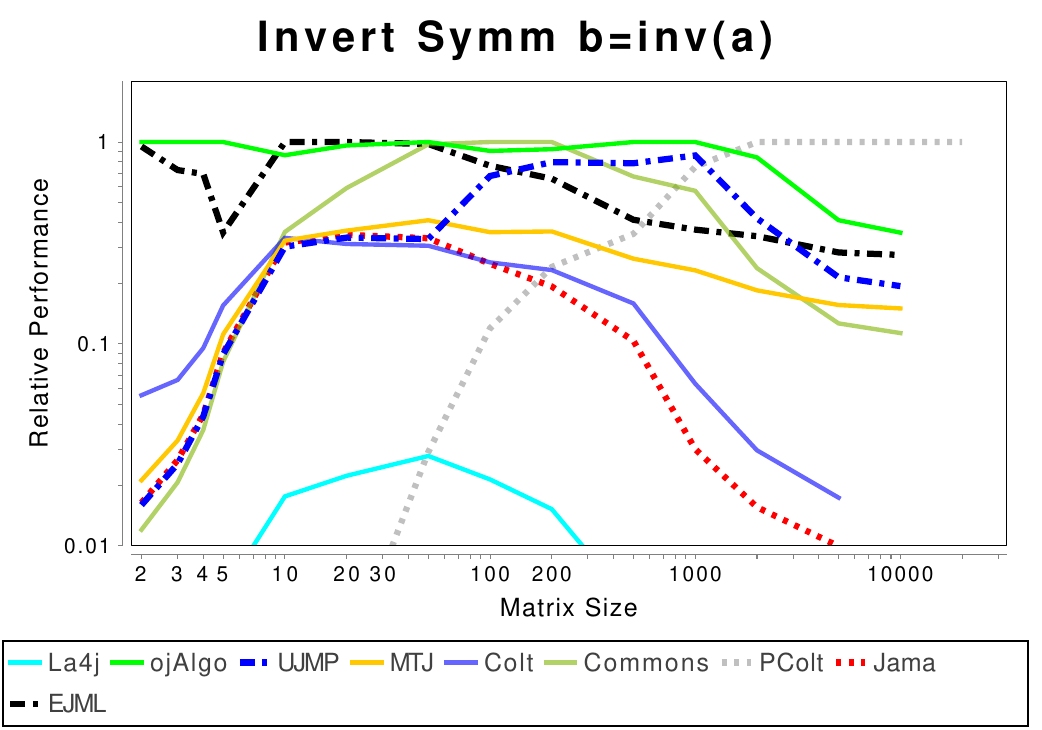 Invert Symm b=inv(a)
Relative Performance
1
0.1
0.01
2 3 4 5 10 20 30 100 200 1000 10000
Matrix Size
La4j ojAlgo UJMP MTJ Colt Commons PColt Jama
EJML